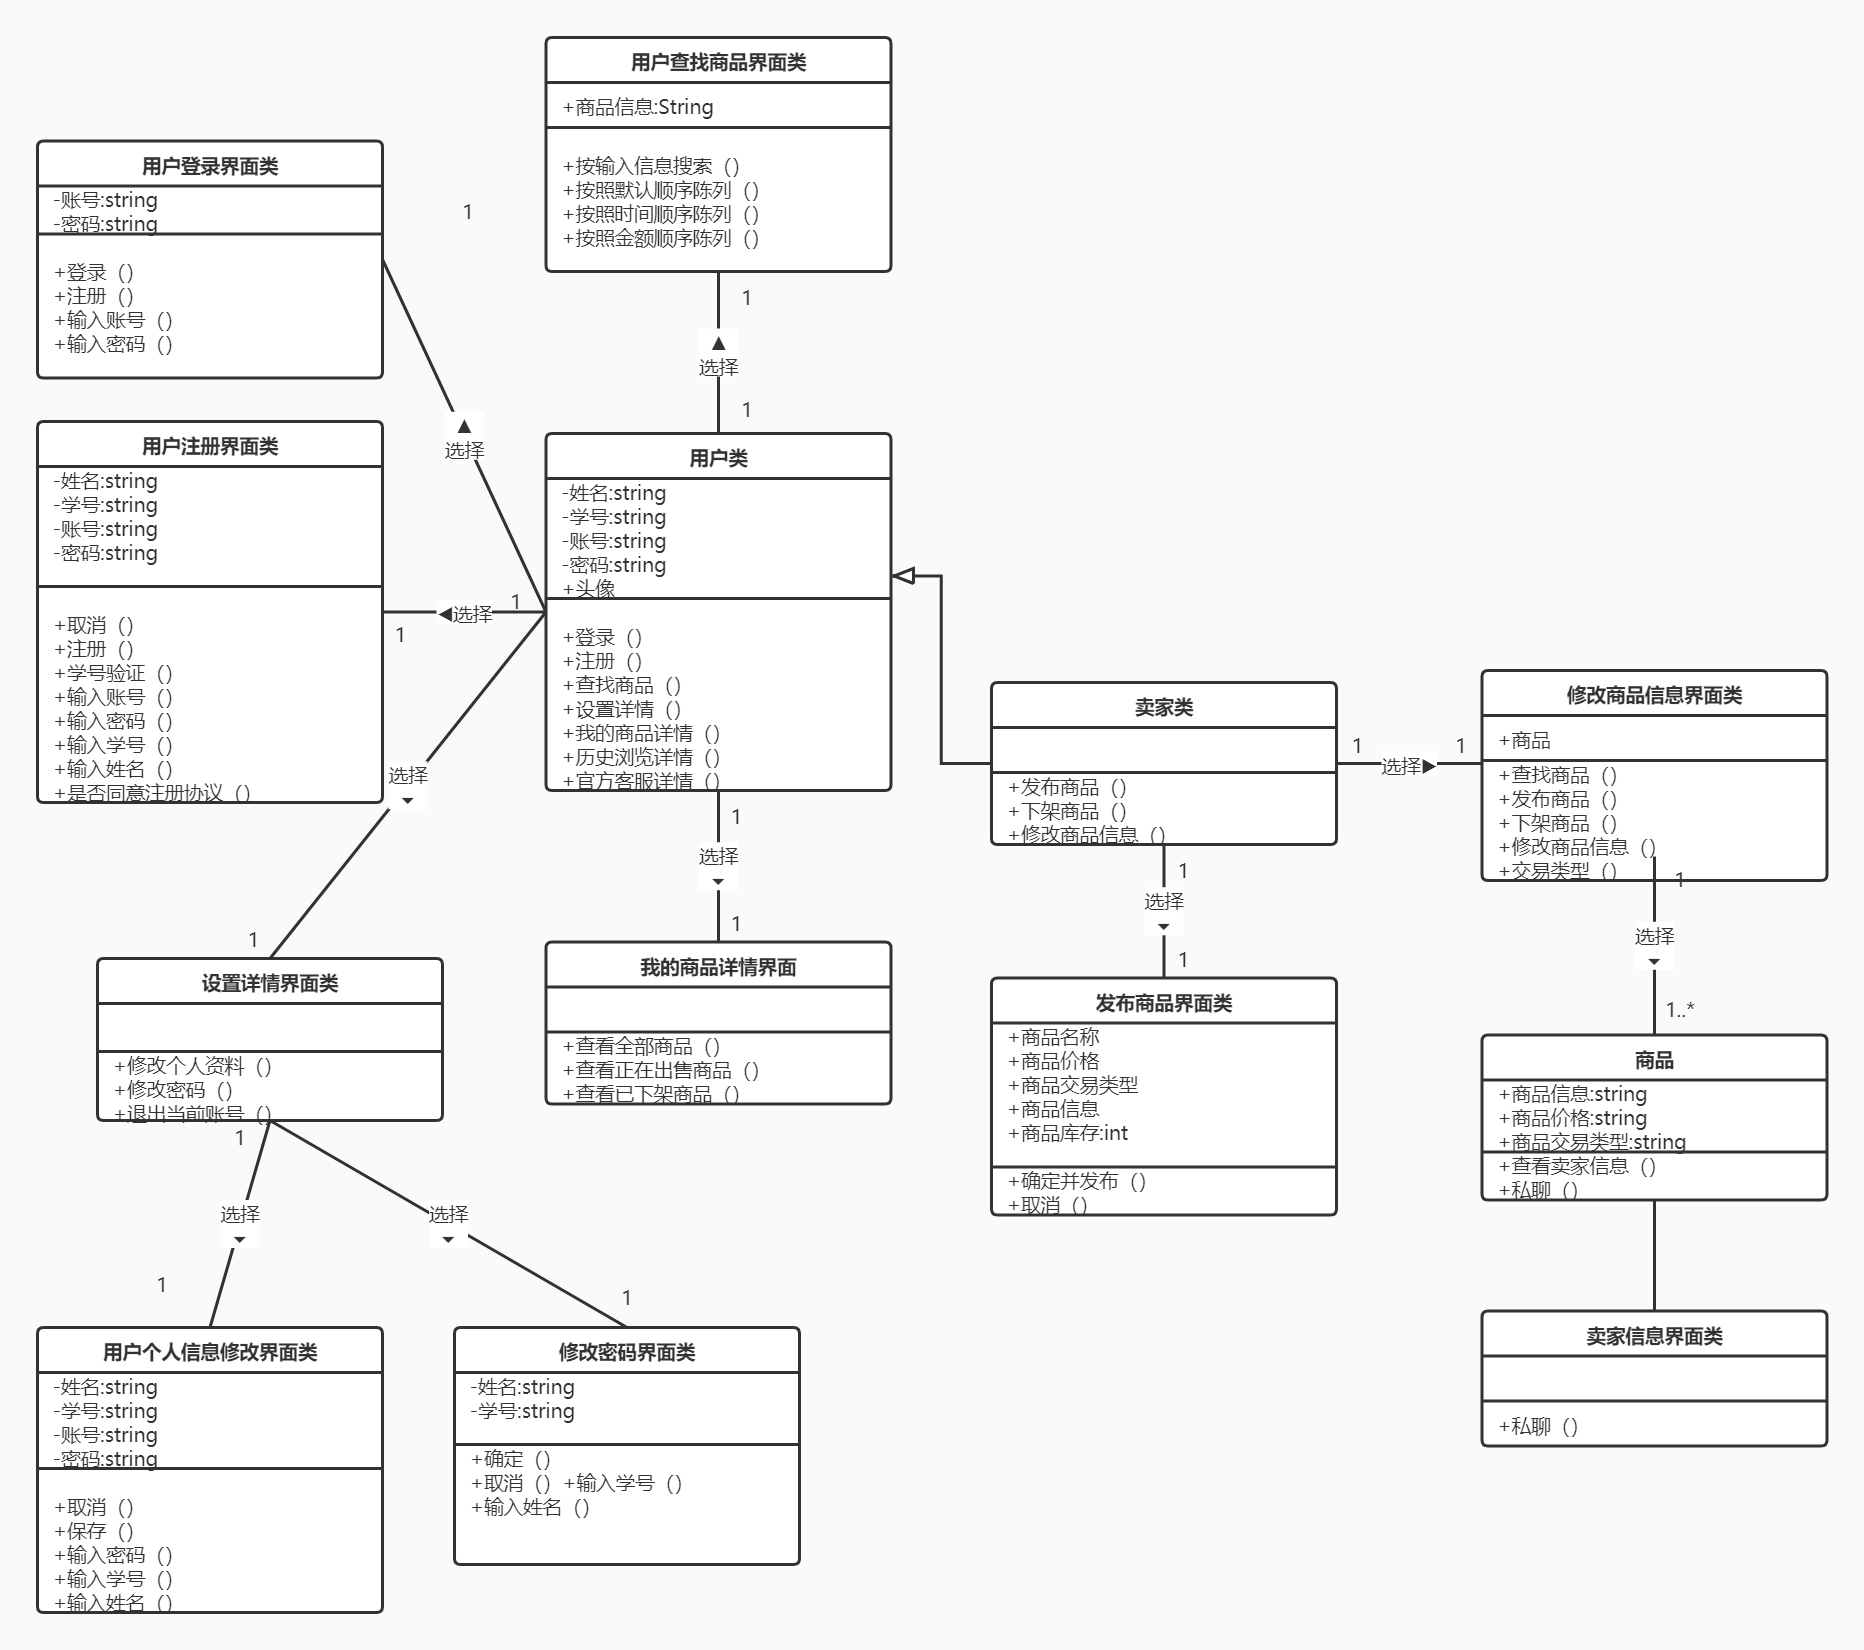 用户查找商品界面类
+商品信息:String
+按输入信息搜索（）
+按照默认顺序陈列（）
+按照时间顺序陈列（）
+按照金额顺序陈列（）
用户登录界面类
-账号:string
-密码:string
+登录（）
+注册（）
+输入账号（）
+输入密码（）
1
1
▲
选择
1
▲
选择
用户注册界面类
-姓名:string
-学号:string
-账号:string
-密码:string
+取消（）
+注册（）
+学号验证（）
+输入账号（）
+输入密码（）
+输入学号（）
+输入姓名（）
+是否同意注册协议（）
用户类
-姓名:string
-学号:string
-账号:string
-密码:string
+头像
+登录（）
+注册（）
+查找商品（）
+设置详情（）
+我的商品详情（）
+历史浏览详情（）
+官方客服详情（）
1
◀选择
1
选择
▼
1
选择
▼
1
1
卖家类
+发布商品（）
+下架商品（）
+修改商品信息（）
1
选择▶
1
修改商品信息界面类
+商品
+查找商品（）
+发布商品（）
+下架商品（）
+修改商品信息（）
+交易类型（）
1
选择
▼
1
1
选择
▼
1..*
设置详情界面类
+修改个人资料（）
+修改密码（）
+退出当前账号（）
我的商品详情界面
+查看全部商品（）
+查看正在出售商品（）
+查看已下架商品（）
发布商品界面类
+商品名称
+商品价格
+商品交易类型
+商品信息
+商品库存:int
+确定并发布（）
+取消（）
商品
+商品信息:string
+商品价格:string
+商品交易类型:string
+查看卖家信息（）
+私聊（）
1
选择
▼
选择
▼
1
1
用户个人信息修改界面类
-姓名:string
-学号:string
-账号:string
-密码:string
+取消（）
+保存（）
+输入密码（）
+输入学号（）
+输入姓名（）
修改密码界面类
-姓名:string
-学号:string
+确定（）
+取消（） +输入学号（）
+输入姓名（）
卖家信息界面类
+私聊（）